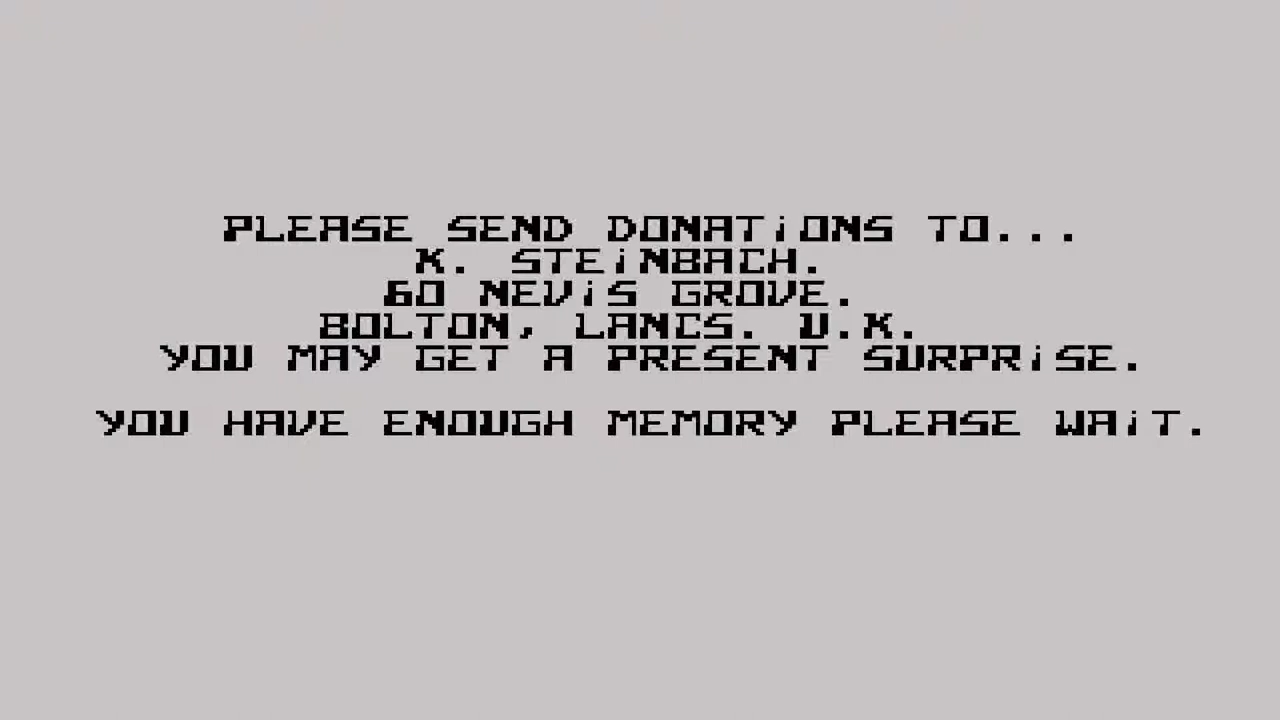 PLEASE SEND DONATiONS TO...
K. STEiNBACH.
60 NEViS GROVE.
BOLTON, LANCS. U.K.
YOU MAY GET A PRESENT SURPRiSE.
YOU HAVE ENOUGH MEMORY PLEASE WAiT.